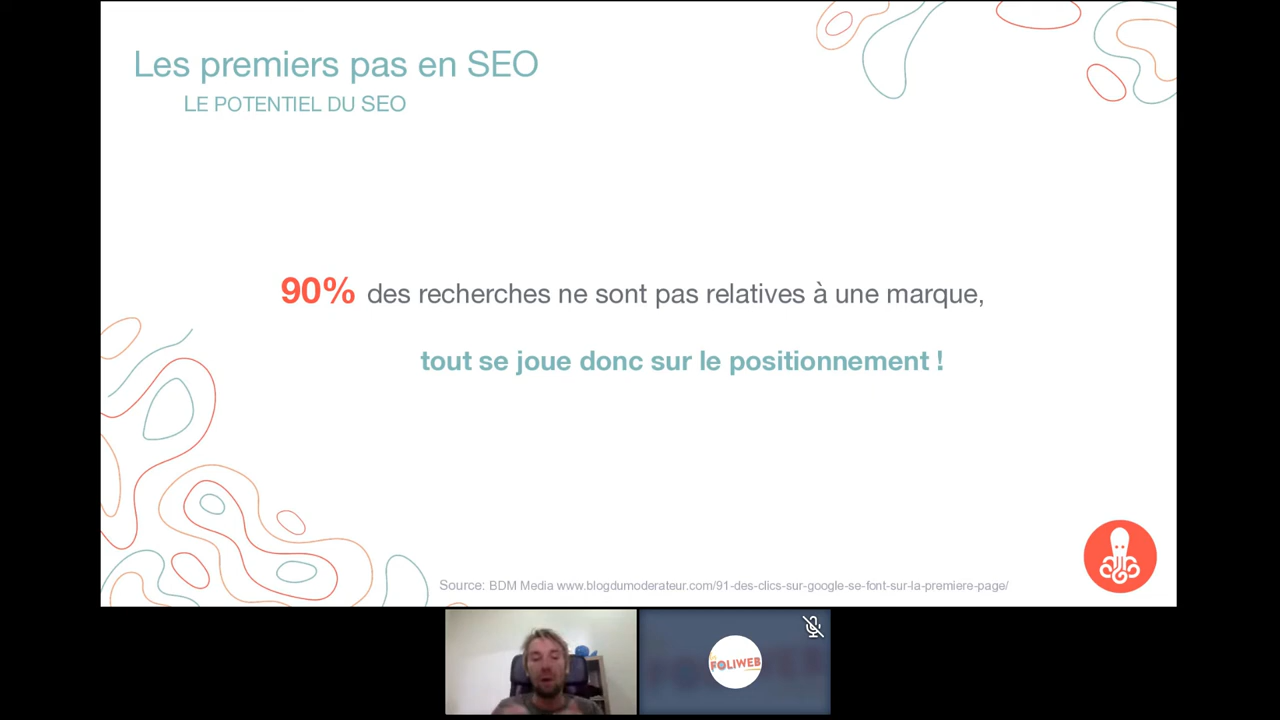 Les premiers pas en SEO
LE POTENTIEL DU SEO
90% des recherches ne sont pas relatives à une marque,
tout se joue donc sur le positionnement !
Source: BDM Media www.blogdumoderateur.com/91-des-clics-sur-google-se-font-sur-la-premiere-page/
FOLIWEB